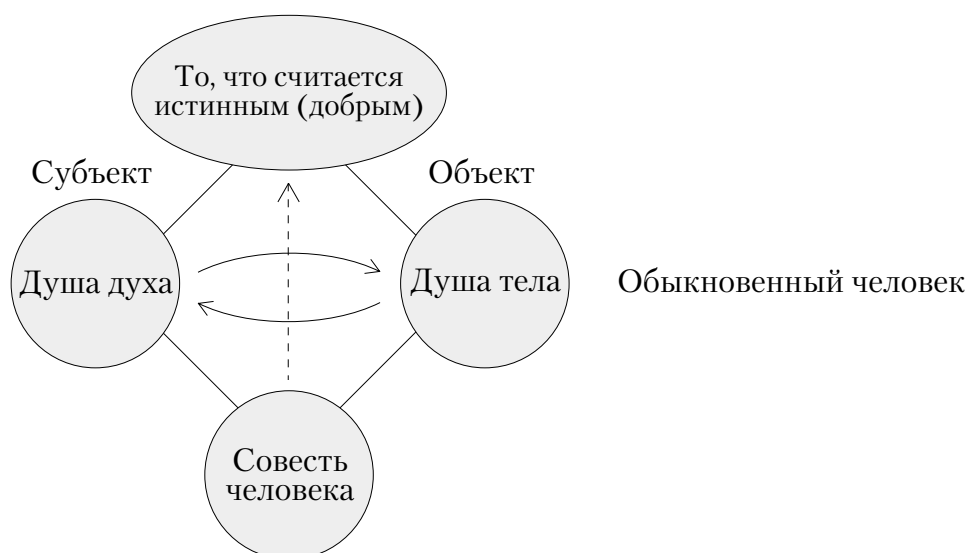 То, что считается
истинным (добрым)
Субъект
Объект
Душа духа
Душа тела
Обыкновенный человек
Совесть
человека